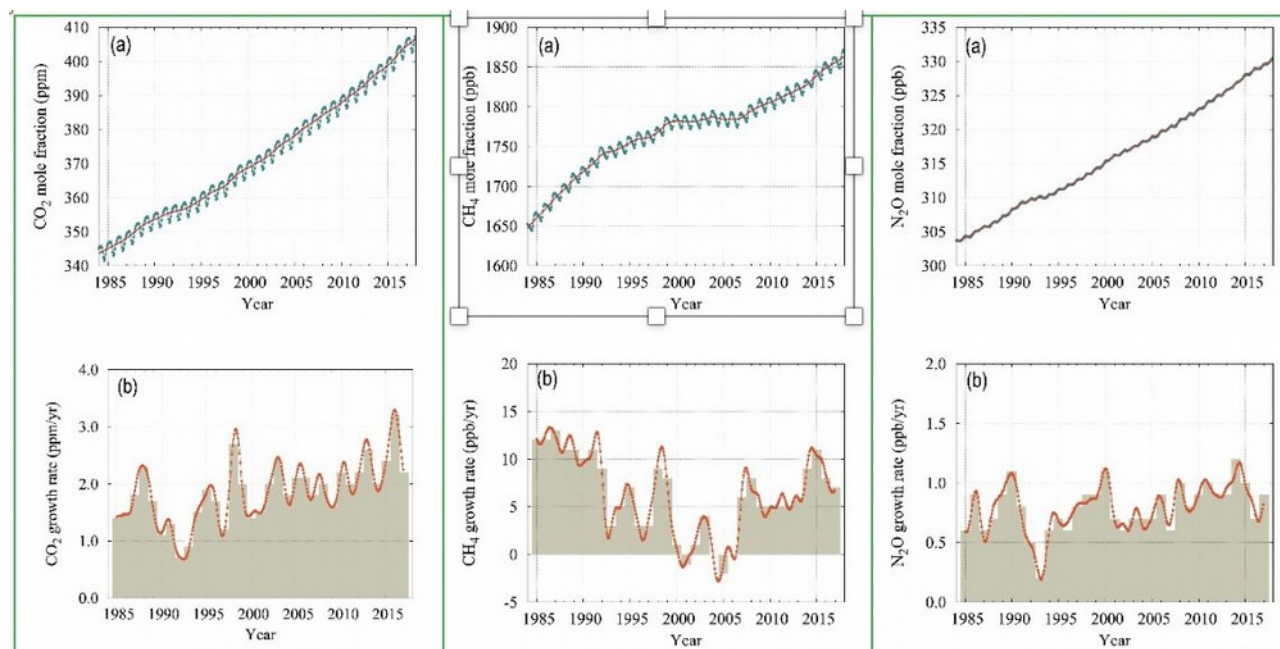 (a)
CO2 mole fraction (ppm)
410
400
390
380
370
360
350
340
1985 1990 1995 2000 2005 2010 2015
Year
(a)
CH4 mole fraction (ppb)
1900
1850
1800
1750
1700
1650
1600
1985 1990 1995 2000 2005 2010 2015
Year
(a)
N2O mole fraction (ppb)
335
330
325
320
315
310
305
300
1985 1990 1995 2000 2005 2010 2015
Year
(b)
CO2 growth rate (ppm/yr)
4.0
3.0
2.0
1.0
0.0
1985 1990 1995 2000 2005 2010 2015
Year
(b)
CH4 growth rate (ppb/yr)
20
15
10
5
0
-5
1985 1990 1995 2000 2005 2010 2015
Year
(b)
N2O growth rate (ppb/yr)
2.0
1.5
1.0
0.5
0.0
1985 1990 1995 2000 2005 2010 2015
Year